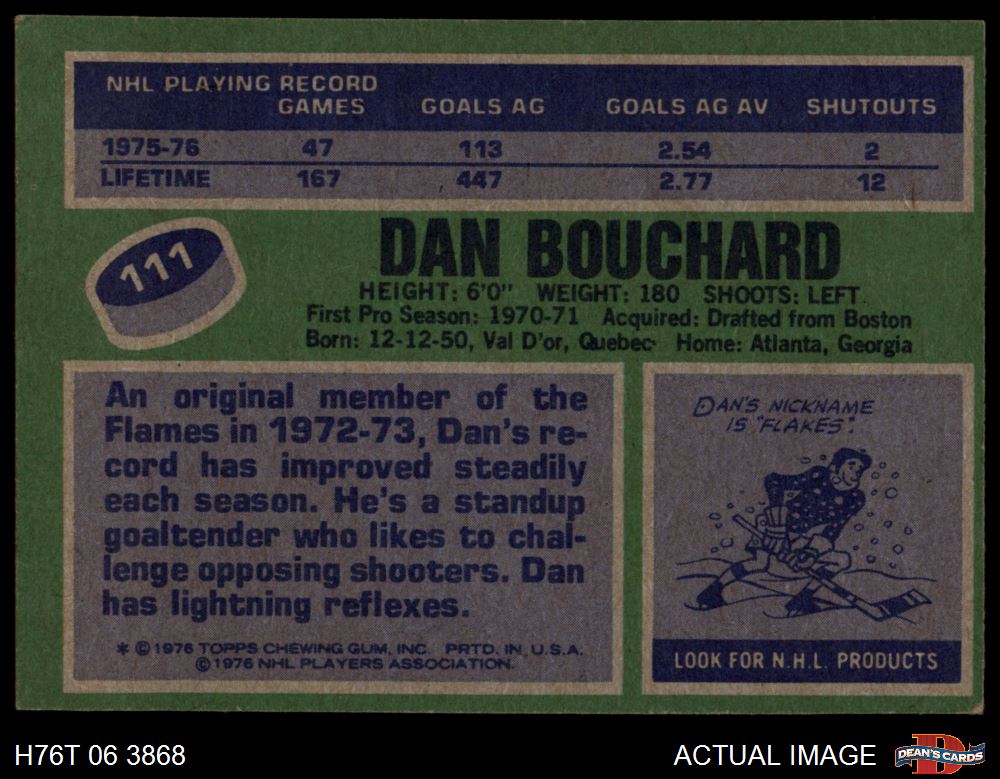 NHL PLAYING RECORD
GAMES GOALS AG GOALS AG AV SHUTOUTS
1975-76 47 113 2.54 2
LIFETIME 167 447 2.77 12
111
DAN BOUCHARD
HEIGHT: 6'0" WEIGHT: 180 SHOOTS: LEFT
First Pro Season: 1970-71 Acquired: Drafted from Boston
Born: 12-12-50, Val D'or, Quebec Home: Atlanta, Georgia
An original member of the
Flames in 1972-73, Dan's re-
cord has improved steadily
each season. He's a standup
goaltender who likes to chal-
lenge opposing shooters. Dan
has lightning reflexes.
* © 1976 TOPPS CHEWING GUM, INC. PRTD. IN U.S.A.
© 1976 NHL PLAYERS ASSOCIATION.
DAN'S NICKNAME
IS "FLAKES".
LOOK FOR N.H.L. PRODUCTS
H76T 06 3868
ACTUAL IMAGE
DEAN'S CARDS